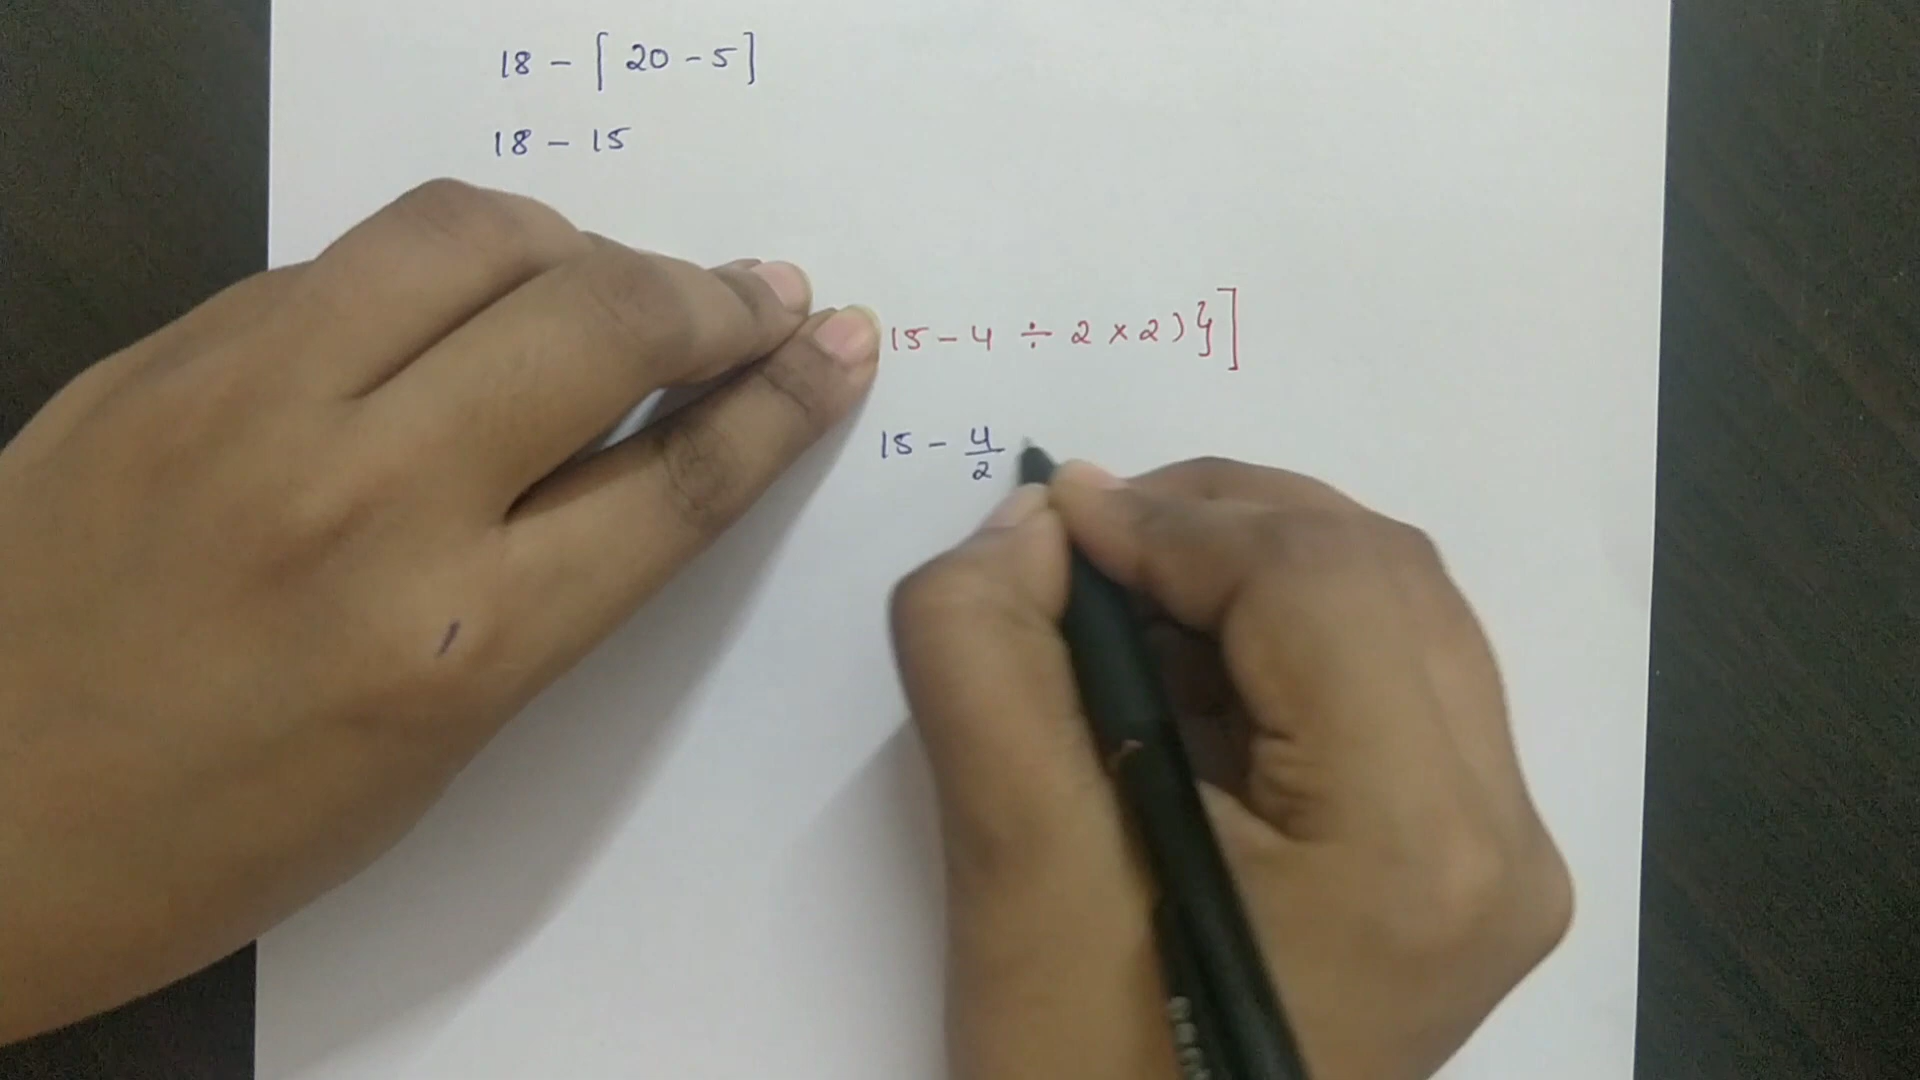 18 - [ 20 - 5 ]
18 - 15
15 - 4 ÷ 2 × 2 ) } ]
15 - 4/2